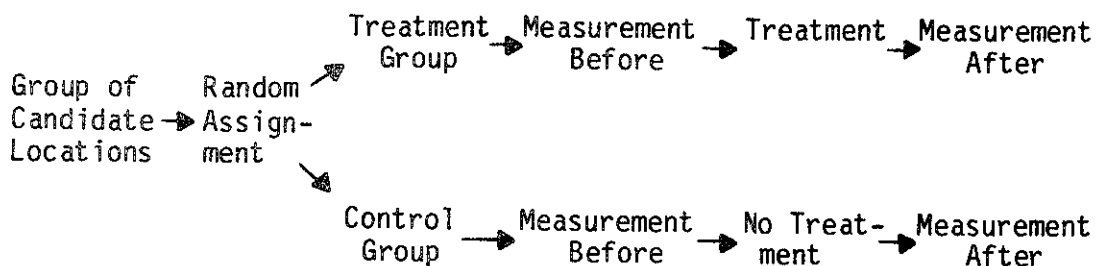 Treatment
Group
Measurement
Before
Treatment
Measurement
After
Group of
Candidate
Locations
Random
Assign-
ment
Control
Group
Measurement
Before
No Treat-
ment
Measurement
After